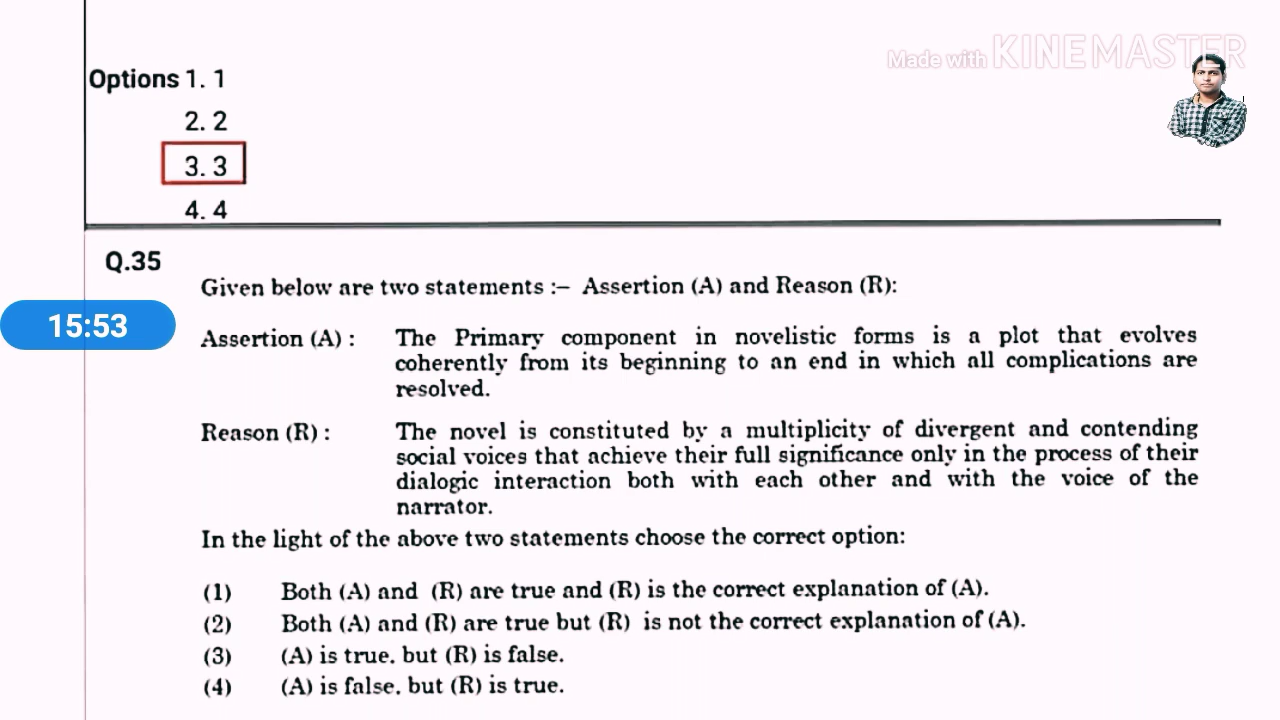 Made with KINEMASTER
Options 1. 1
2. 2
3. 3
4. 4
Q.35
Given below are two statements :– Assertion (A) and Reason (R):
15:53
Assertion (A) : The Primary component in novelistic forms is a plot that evolves
coherently from its beginning to an end in which all complications are
resolved.
Reason (R) : The novel is constituted by a multiplicity of divergent and contending
social voices that achieve their full significance only in the process of their
dialogic interaction both with each other and with the voice of the
narrator.
In the light of the above two statements choose the correct option:
(1) Both (A) and (R) are true and (R) is the correct explanation of (A).
(2) Both (A) and (R) are true but (R) is not the correct explanation of (A).
(3) (A) is true. but (R) is false.
(4) (A) is false. but (R) is true.